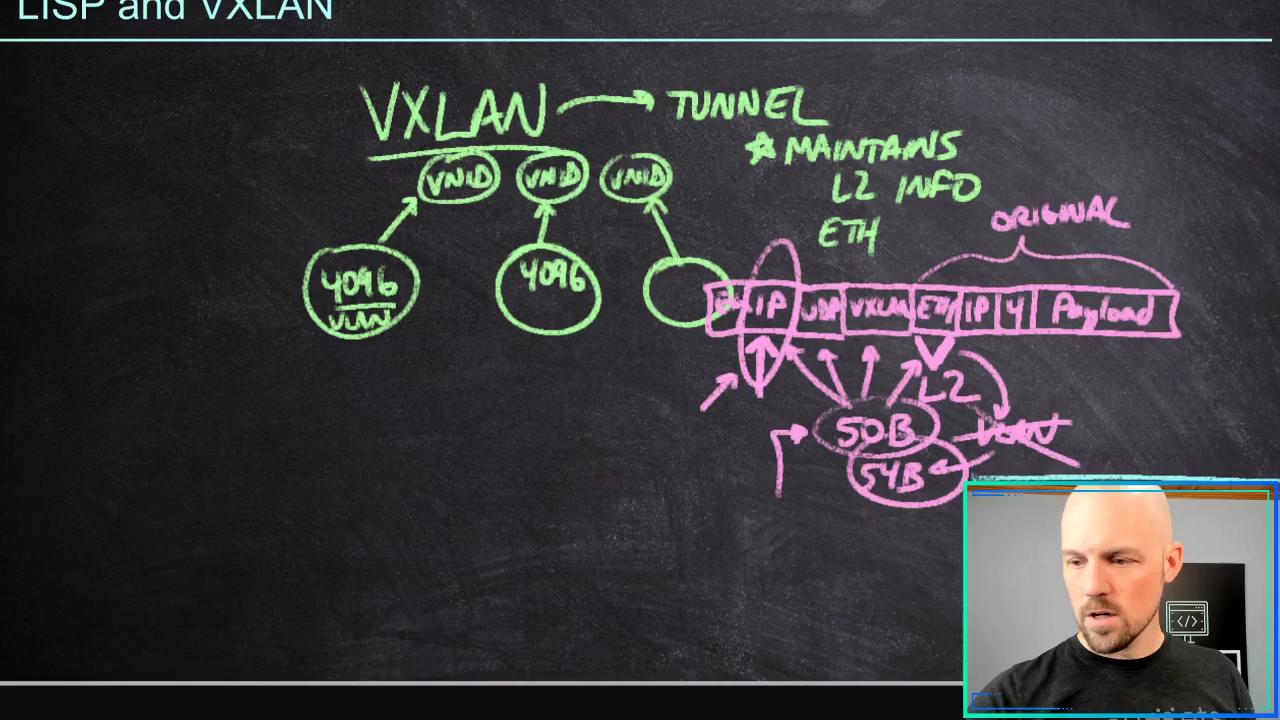 LISP and VXLAN
VXLAN → TUNNEL
☆ MAINTAINS
L2 INFO
ETH
VNID VNID VNID
ORIGINAL
4096
VLAN
4096
IP UDP VXLAN ETH IP 4 Payload
L2
50B
54B